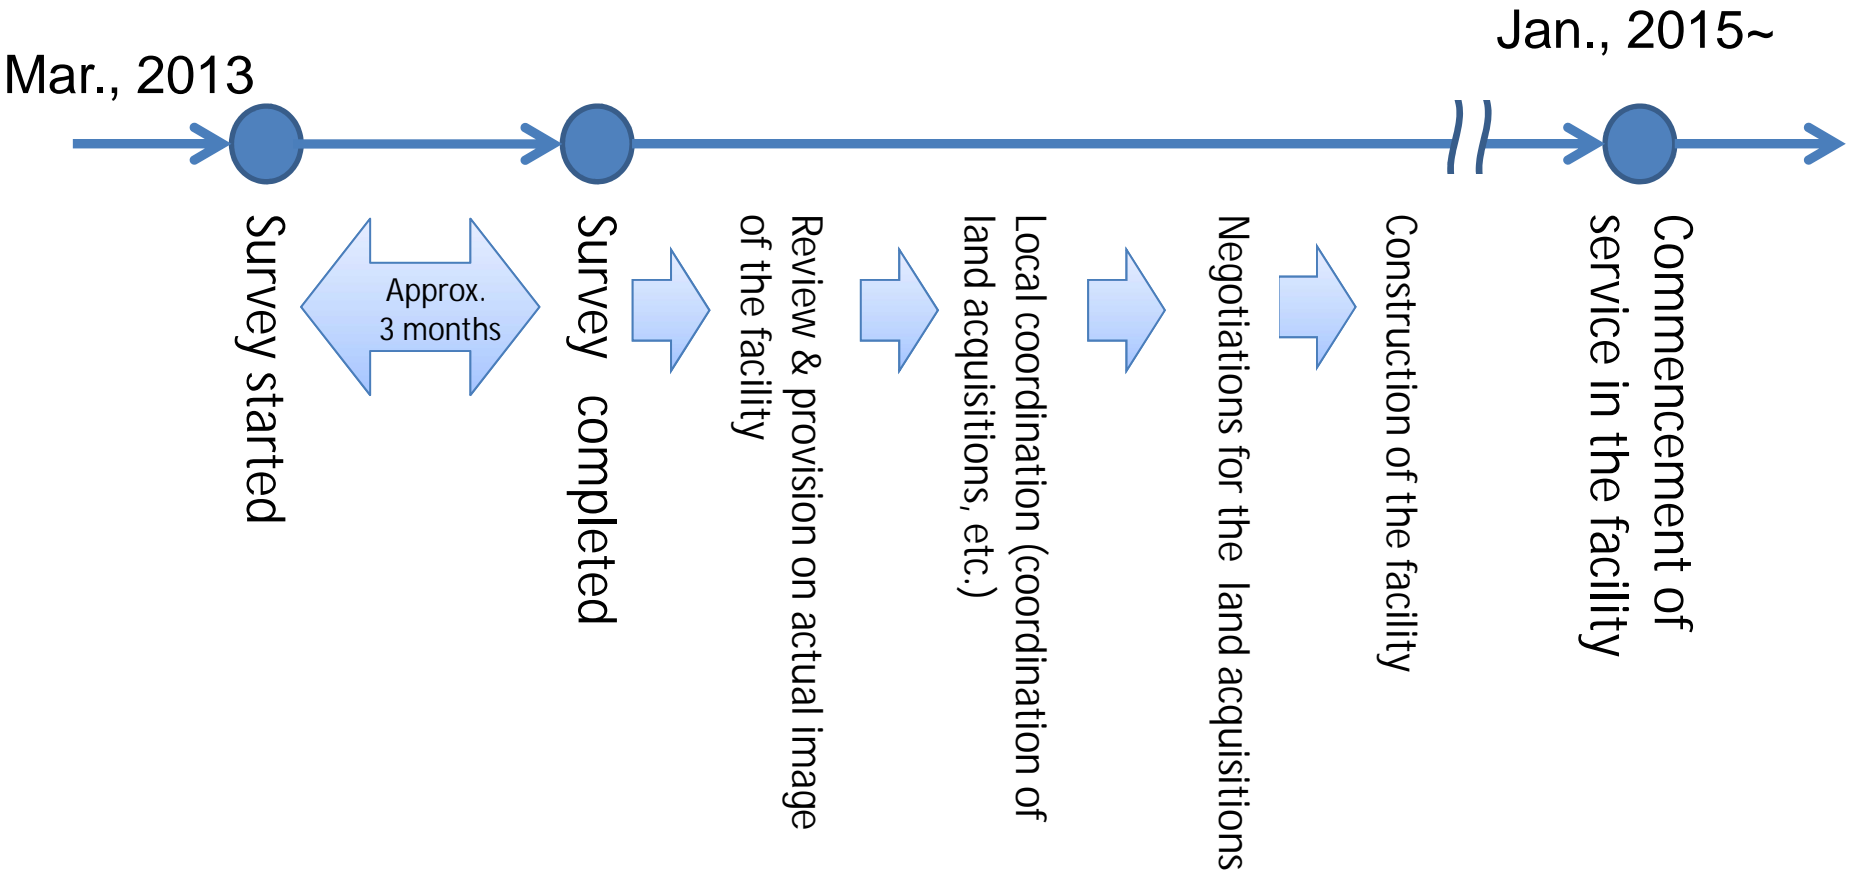 Mar., 2013
Jan., 2015~
Survey started
Approx.
3 months
Survey completed
Review & provision on actual image
of the facility
Local coordination (coordination of
land acquisitions, etc.)
Negotiations for the land acquisitions
Construction of the facility
Commencement of
service in the facility